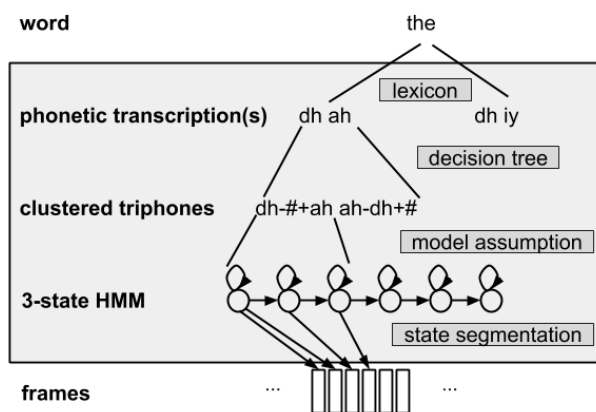 word the
lexicon
phonetic transcription(s) dh ah dh iy
decision tree
clustered triphones dh-#+ah ah-dh+#
model assumption
3-state HMM
state segmentation
frames ... ...